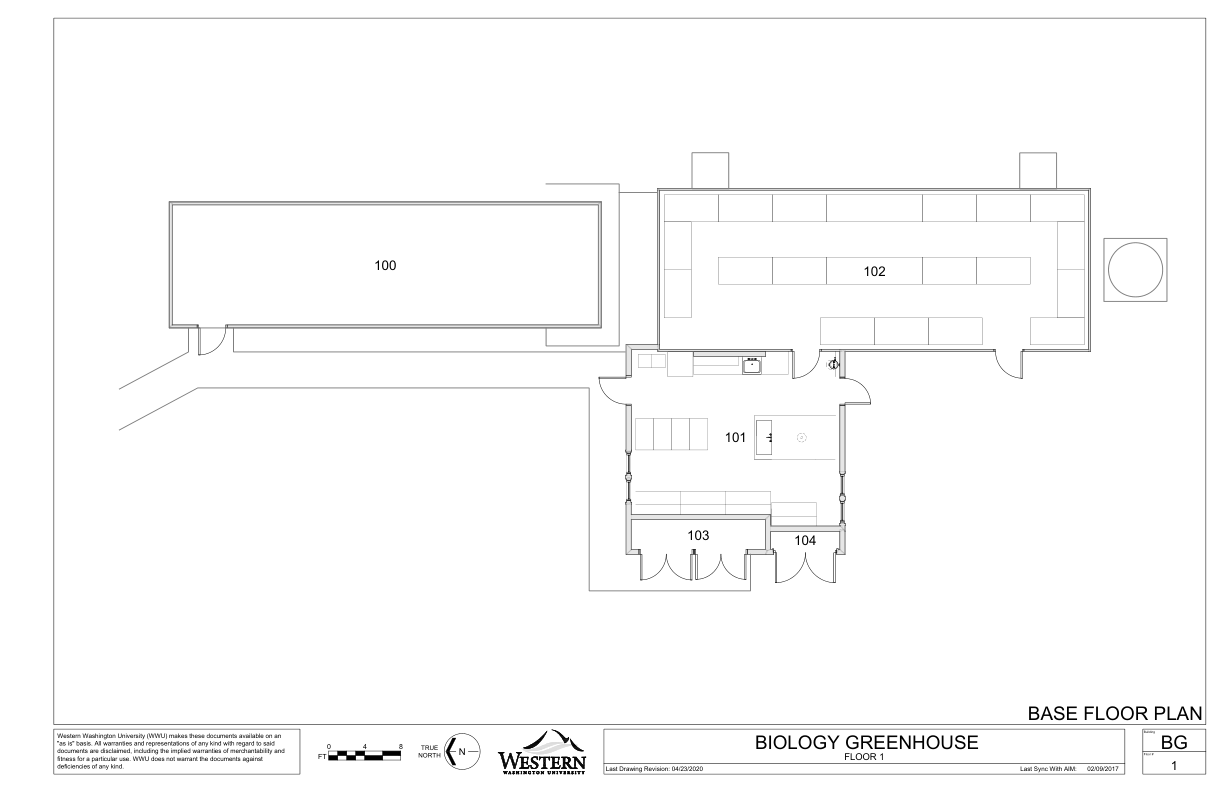 100
102
101
103
104
BASE FLOOR PLAN
Western Washington University (WWU) makes these documents available on an
"as is" basis. All warranties and representations of any kind with regard to said
documents are disclaimed, including the implied warranties of merchantability and
fitness for a particular use. WWU does not warrant the documents against
deficiencies of any kind.
0 4 8
FT
TRUE
NORTH
N
WESTERN
WASHINGTON UNIVERSITY
BIOLOGY GREENHOUSE
FLOOR 1
Last Drawing Revision: 04/23/2020
Last Sync With AIM: 02/09/2017
Building
BG
1